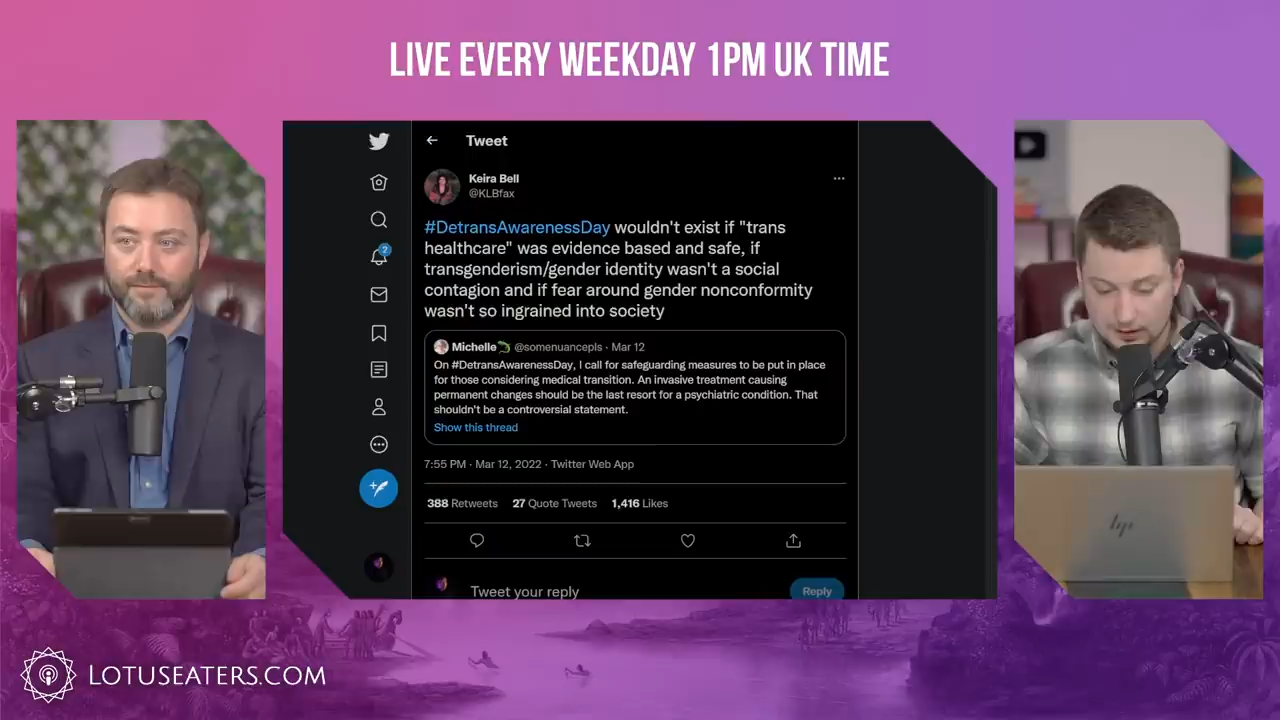 LIVE EVERY WEEKDAY 1PM UK TIME
Tweet
Keira Bell
@KLBfax
#DetransAwarenessDay wouldn't exist if "trans
healthcare" was evidence based and safe, if
transgenderism/gender identity wasn't a social
contagion and if fear around gender nonconformity
wasn't so ingrained into society
Michelle @somenuancepls · Mar 12
On #DetransAwarenessDay, I call for safeguarding measures to be put in place
for those considering medical transition. An invasive treatment causing
permanent changes should be the last resort for a psychiatric condition. That
shouldn't be a controversial statement.
Show this thread
7:55 PM · Mar 12, 2022 · Twitter Web App
388 Retweets 27 Quote Tweets 1,416 Likes
Tweet your reply
Reply
2
hp
LOTUSEATERS.COM